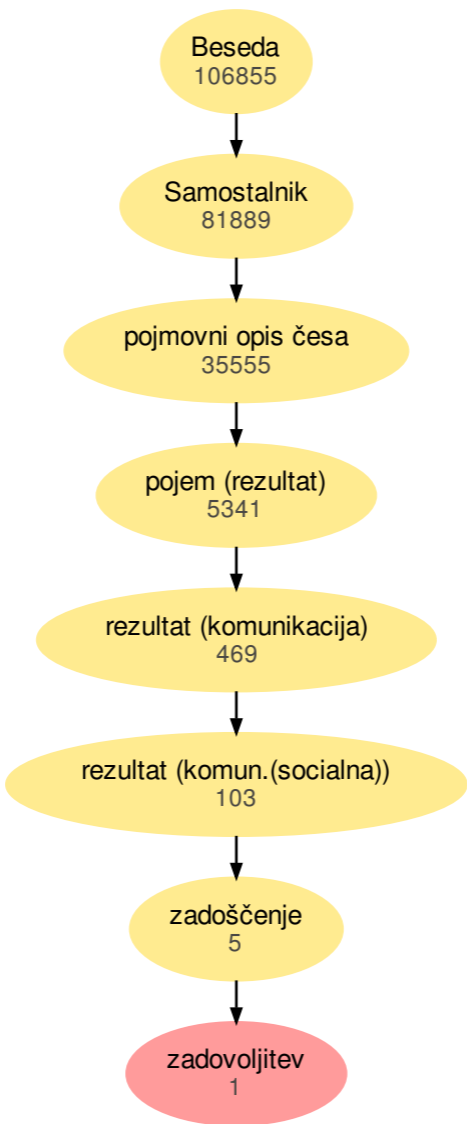 Beseda
106855
Samostalnik
81889
pojmovni opis česa
35555
pojem (rezultat)
5341
rezultat (komunikacija)
469
rezultat (komun.(socialna))
103
zadoščenje
5
zadovoljitev
1